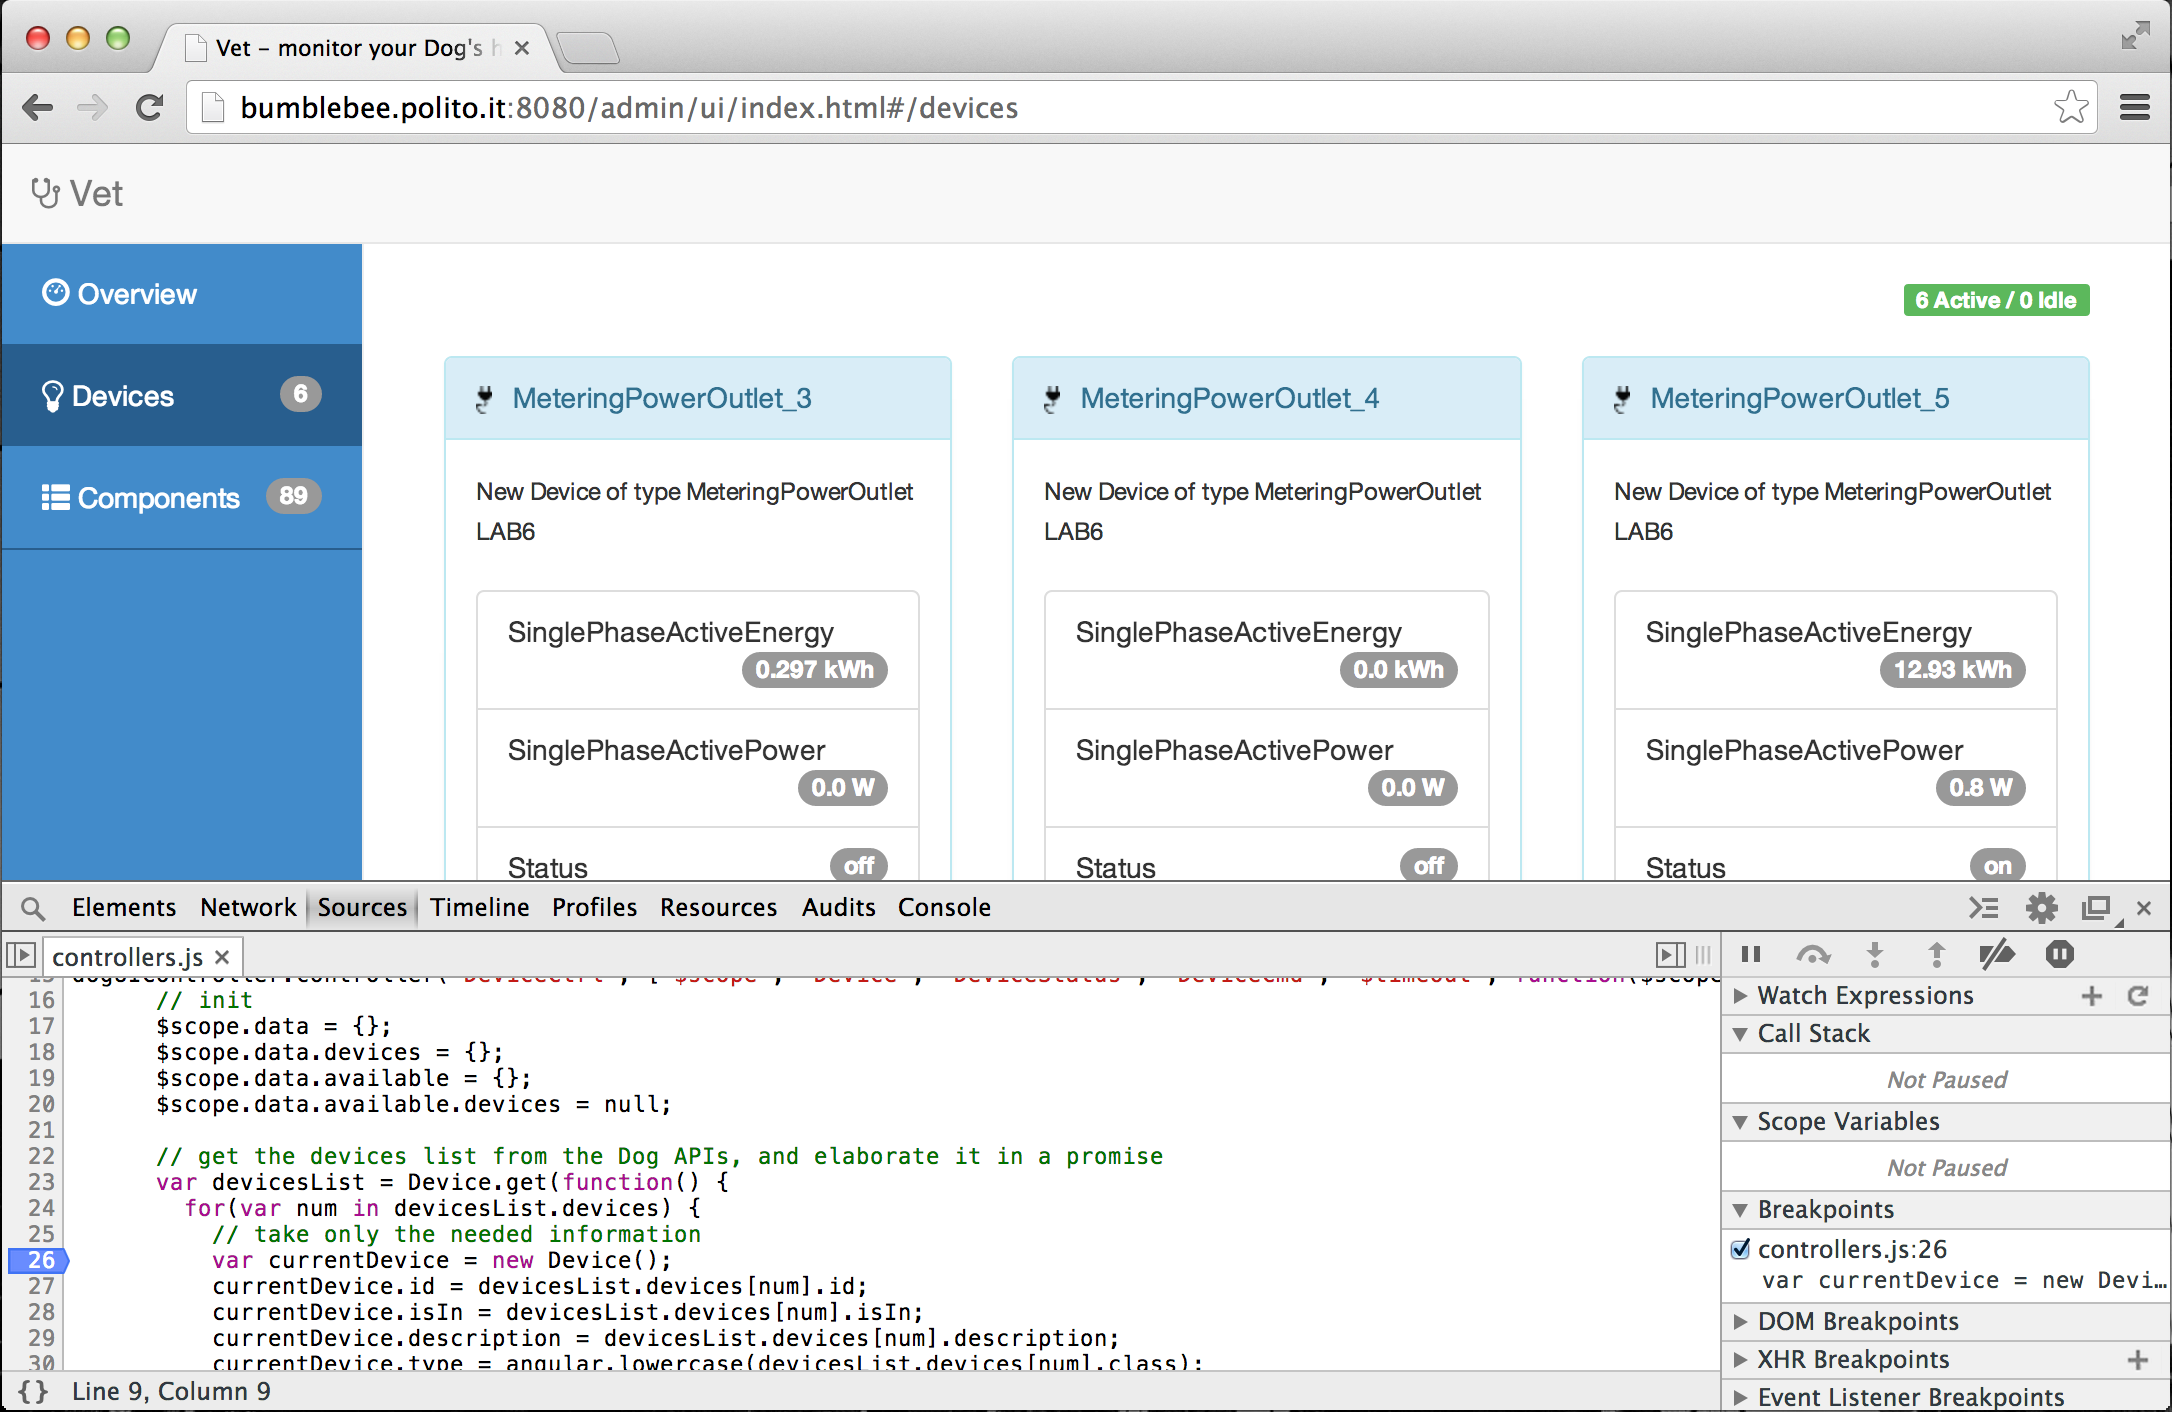 Vet – monitor your Dog's h
bumblebee.polito.it:8080/admin/ui/index.html#/devices
Vet
Overview
Devices 6
Components 89
6 Active / 0 Idle
MeteringPowerOutlet_3
New Device of type MeteringPowerOutlet
LAB6
SinglePhaseActiveEnergy
0.297 kWh
SinglePhaseActivePower
0.0 W
Status off
MeteringPowerOutlet_4
New Device of type MeteringPowerOutlet
LAB6
SinglePhaseActiveEnergy
0.0 kWh
SinglePhaseActivePower
0.0 W
Status off
MeteringPowerOutlet_5
New Device of type MeteringPowerOutlet
LAB6
SinglePhaseActiveEnergy
12.93 kWh
SinglePhaseActivePower
0.8 W
Status on
Elements Network Sources Timeline Profiles Resources Audits Console
controllers.js
16 // init
17 $scope.data = {};
18 $scope.data.devices = {};
19 $scope.data.available = {};
20 $scope.data.available.devices = null;
21
22 // get the devices list from the Dog APIs, and elaborate it in a promise
23 var devicesList = Device.get(function() {
24 for(var num in devicesList.devices) {
25 // take only the needed information
26 var currentDevice = new Device();
27 currentDevice.id = devicesList.devices[num].id;
28 currentDevice.isIn = devicesList.devices[num].isIn;
29 currentDevice.description = devicesList.devices[num].description;
30 currentDevice.type = angular.lowercase(devicesList.devices[num].class);
{} Line 9, Column 9
Watch Expressions
Call Stack
Not Paused
Scope Variables
Not Paused
Breakpoints
controllers.js:26
var currentDevice = new Devi…
DOM Breakpoints
XHR Breakpoints
Event Listener Breakpoints